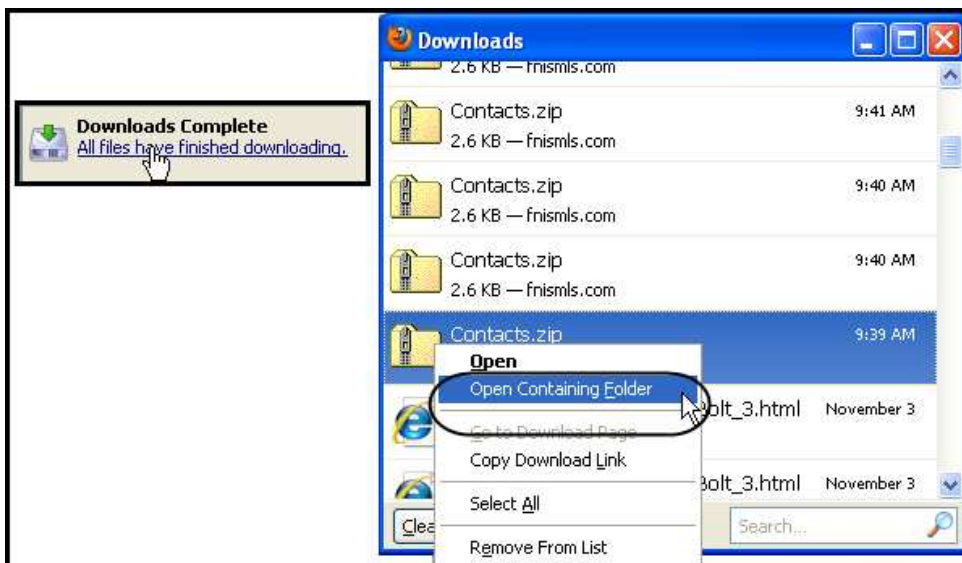 Downloads
2.6 KB — fnismls.com
Downloads Complete
All files have finished downloading.
Contacts.zip 9:41 AM
2.6 KB — fnismls.com
Contacts.zip 9:40 AM
2.6 KB — fnismls.com
Contacts.zip 9:40 AM
2.6 KB — fnismls.com
Contacts.zip 9:39 AM
Open
Open Containing Folder
olt_3.html November 3
Go to Download Page
Copy Download Link
Bolt_3.html November 3
Select All
Clea
Search...
Remove From List